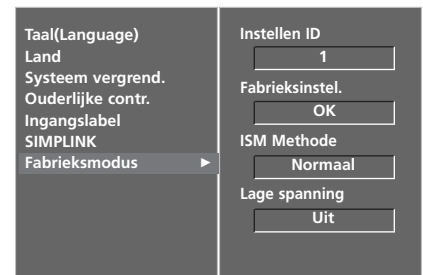 Taal(Language)
Land
Systeem vergrend.
Ouderlijke contr.
Ingangslabel
SIMPLINK
Fabrieksmodus ►
Instellen ID
1
Fabrieksinstel.
OK
ISM Methode
Normaal
Lage spanning
Uit